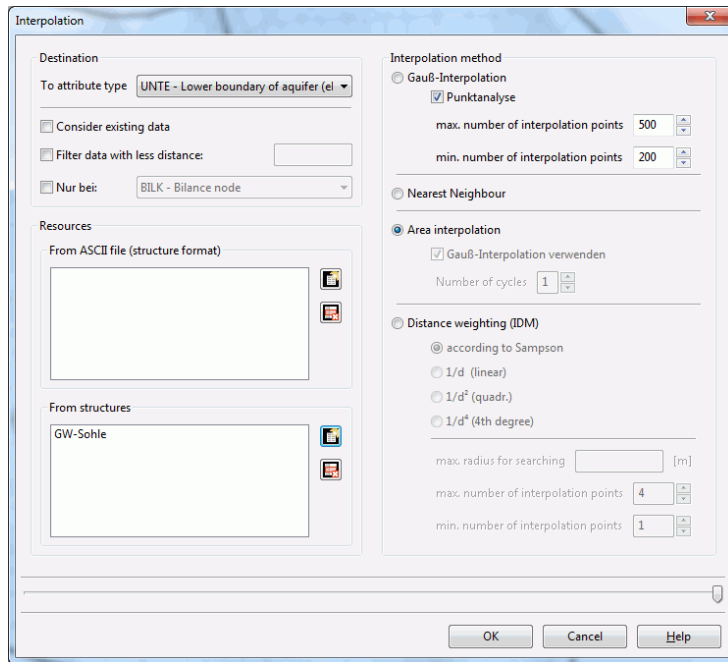 Interpolation
Destination
To attribute type UNTE - Lower boundary of aquifer (el
Consider existing data
Filter data with less distance:
Nur bei: BILK - Bilance node
Resources
From ASCII file (structure format)
From structures
GW-Sohle
Interpolation method
Gauß-Interpolation
Punktanalyse
max. number of interpolation points 500
min. number of interpolation points 200
Nearest Neighbour
Area interpolation
Gauß-Interpolation verwenden
Number of cycles 1
Distance weighting (IDM)
according to Sampson
1/d (linear)
1/d² (quadr.)
1/d⁴ (4th degree)
max. radius for searching [m]
max. number of interpolation points 4
min. number of interpolation points 1
OK Cancel Help